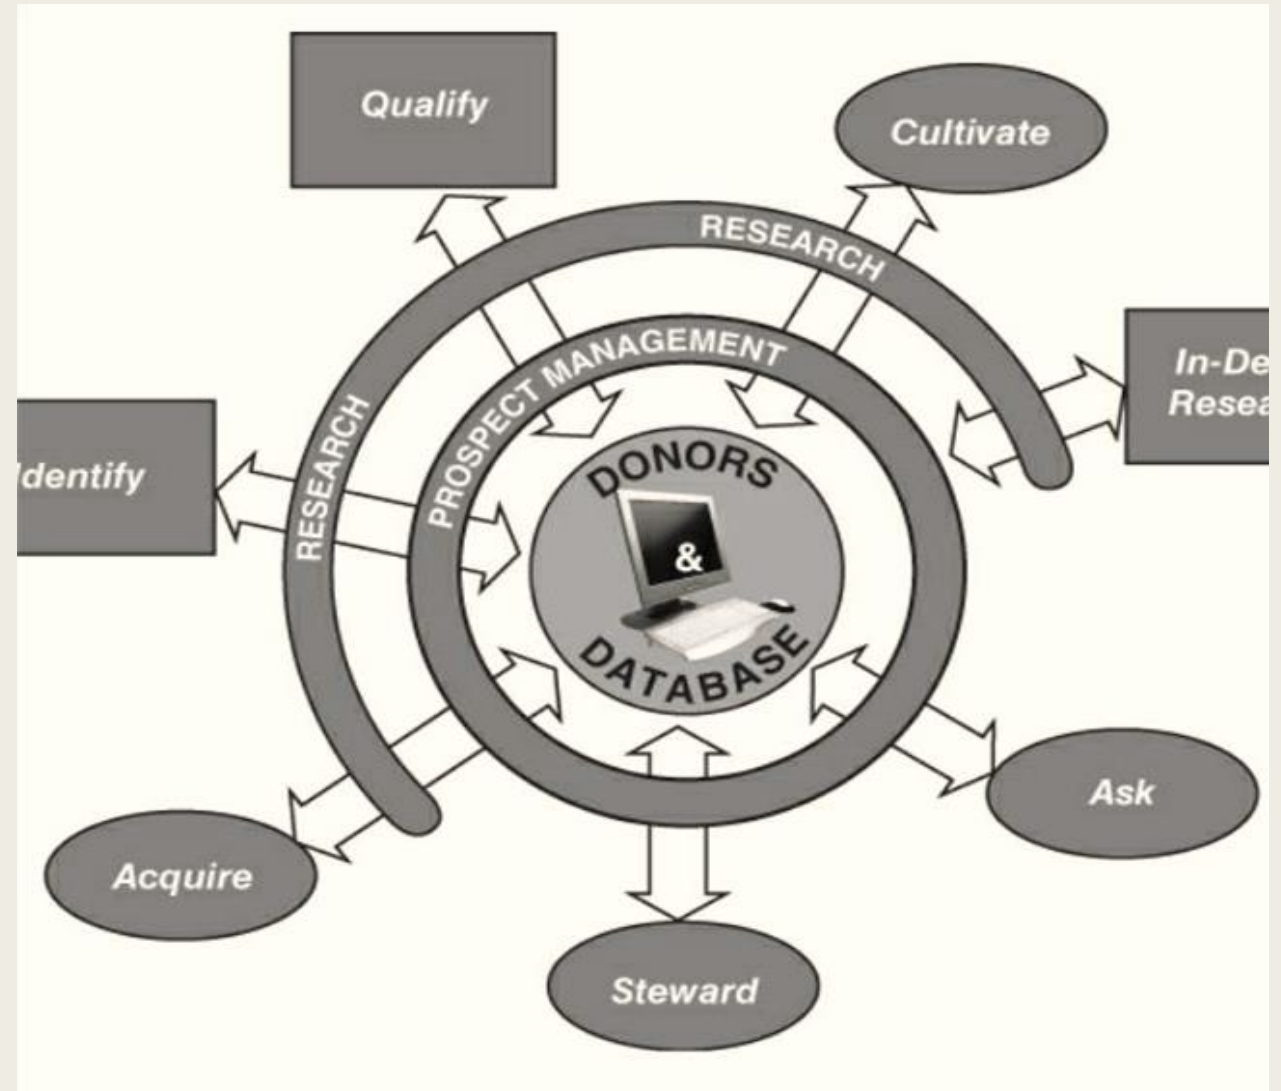 Qualify
Cultivate
RESEARCH
In-De
Resea
PROSPECT MANAGEMENT
RESEARCH
Identify
DONORS
&
DATABASE
Ask
Acquire
Steward